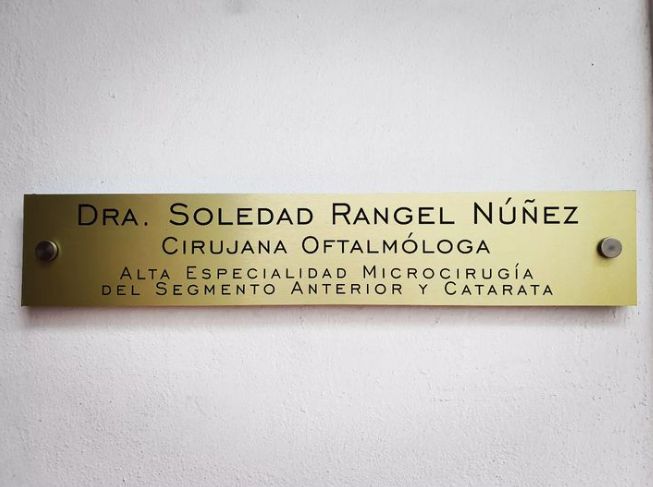 DRA. SOLEDAD RANGEL NÚÑEZ
CIRUJANA OFTALMÓLOGA
ALTA ESPECIALIDAD MICROCIRUGÍA
DEL SEGMENTO ANTERIOR Y CATARATA